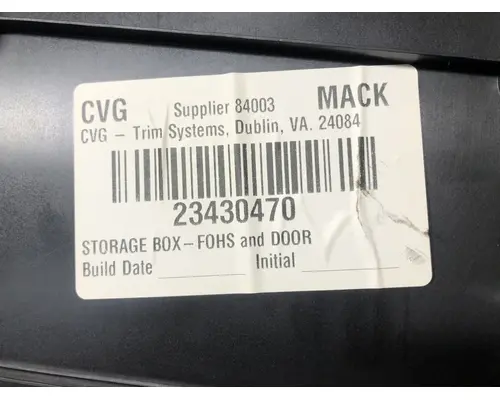 CVG Supplier 84003 MACK
CVG – Trim Systems, Dublin, VA. 24084
23430470
STORAGE BOX–FOHS and DOOR
Build Date Initial